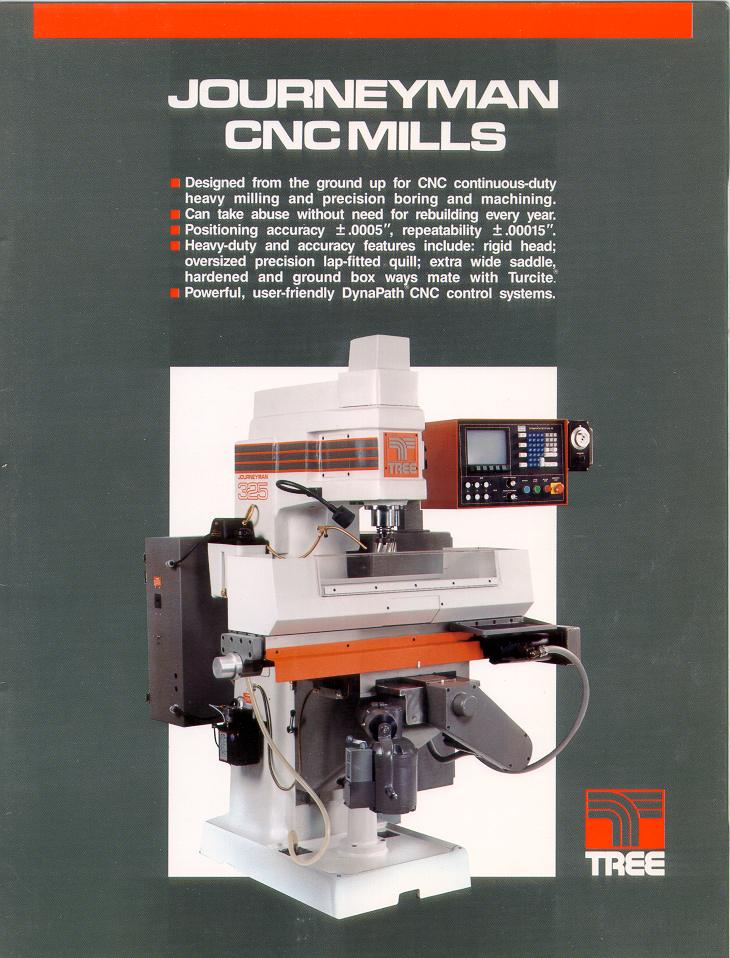 JOURNEYMAN
CNC MILLS
Designed from the ground up for CNC continuous-duty
heavy milling and precision boring and machining.
Can take abuse without need for rebuilding every year.
Positioning accuracy ±.0005", repeatability ±.00015".
Heavy-duty and accuracy features include: rigid head;
oversized precision lap-fitted quill; extra wide saddle,
hardened and ground box ways mate with Turcite®.
Powerful, user-friendly DynaPath® CNC control systems.
TREE
JOURNEYMAN
325
TREE